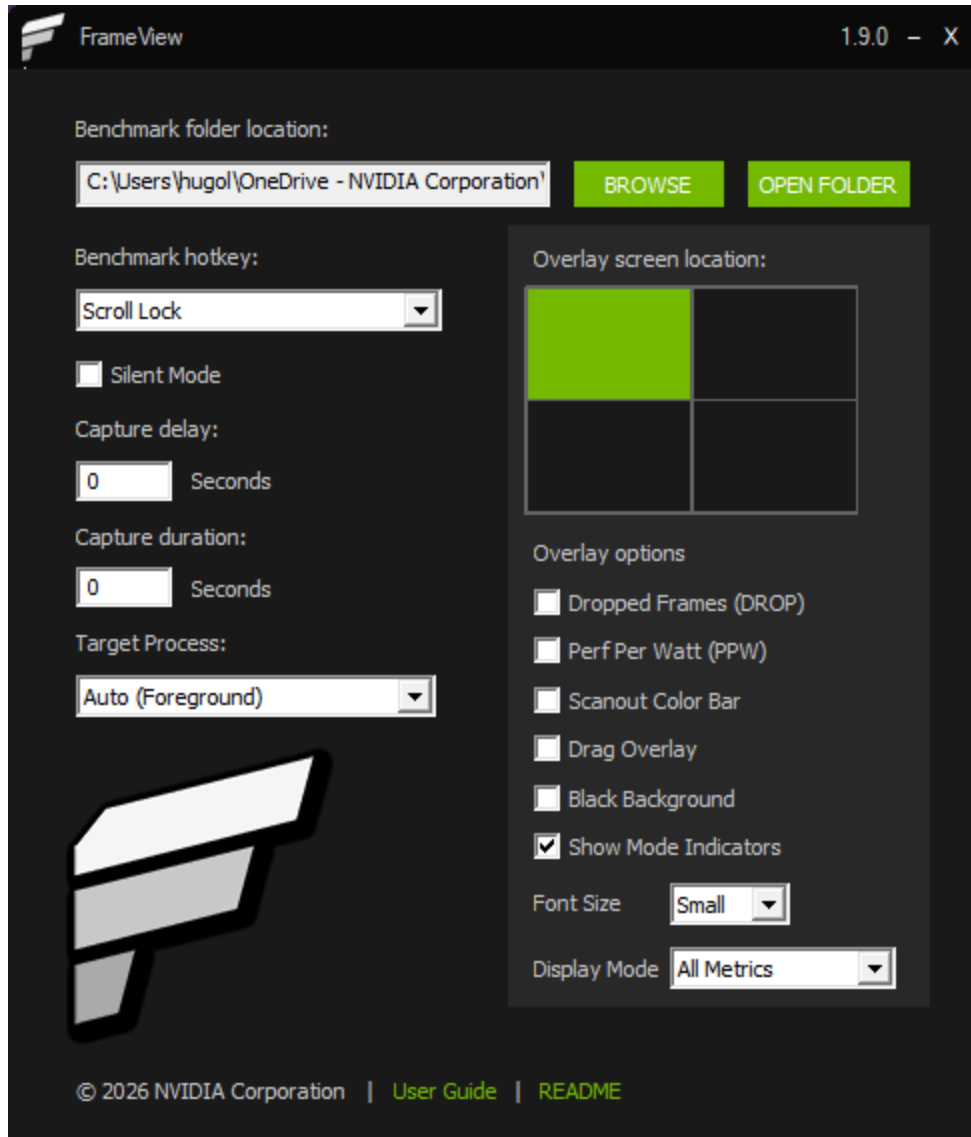 FrameView 1.9.0 – X
Benchmark folder location:
C:\Users\hugol\OneDrive - NVIDIA Corporation\
BROWSE
OPEN FOLDER
Benchmark hotkey:
Scroll Lock
Silent Mode
Capture delay:
0 Seconds
Capture duration:
0 Seconds
Target Process:
Auto (Foreground)
Overlay screen location:
Overlay options
Dropped Frames (DROP)
Perf Per Watt (PPW)
Scanout Color Bar
Drag Overlay
Black Background
Show Mode Indicators
Font Size Small
Display Mode All Metrics
© 2026 NVIDIA Corporation | User Guide | README